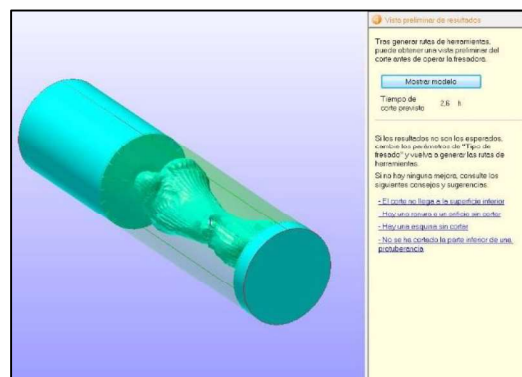 Vista preliminar de resultados
Tras generar rutas de herramientas,
puede obtener una vista preliminar del
corte antes de operar la fresadora.
Mostrar modelo
Tiempo de
corte previsto 2,6 h
Si los resultados no son los esperados,
cambie los parámetros de "Tipo de
fresado" y vuelva a generar las rutas de
herramientas.
Si no hay ninguna mejora, consulte los
siguientes consejos y sugerencias.
- El corte no llega a la superficie inferior
- Hay una ranura o un orificio sin cortar
- Hay una esquina sin cortar
- No se ha cortado la parte inferior de una
protuberancia